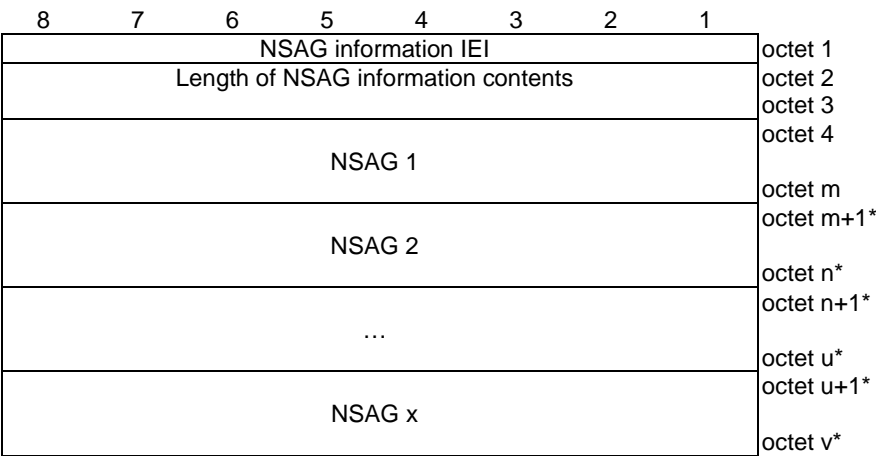 8 7 6 5 4 3 2 1
NSAG information IEI octet 1
Length of NSAG information contents octet 2
octet 3
octet 4
NSAG 1
octet m
octet m+1*
NSAG 2
octet n*
octet n+1*
…
octet u*
octet u+1*
NSAG x
octet v*